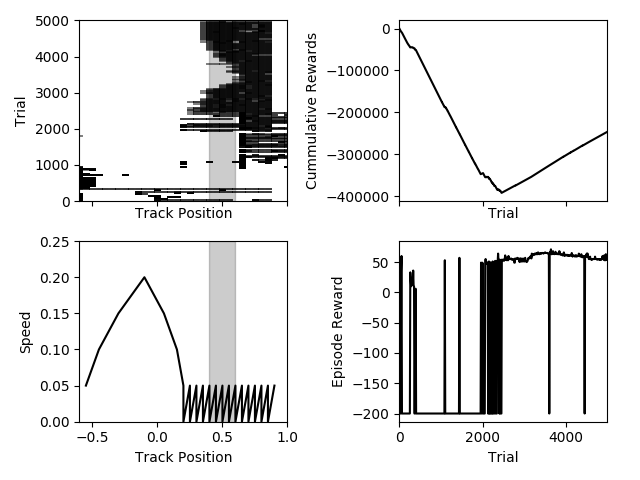 5000
4000
3000
2000
1000
0
Trial
Track Position
0
−100000
−200000
−300000
−400000
Cummulative Rewards
Trial
0.25
0.20
0.15
0.10
0.05
0.00
Speed
−0.5 0.0 0.5 1.0
Track Position
50
0
−50
−100
−150
−200
Episode Reward
0 2000 4000
Trial